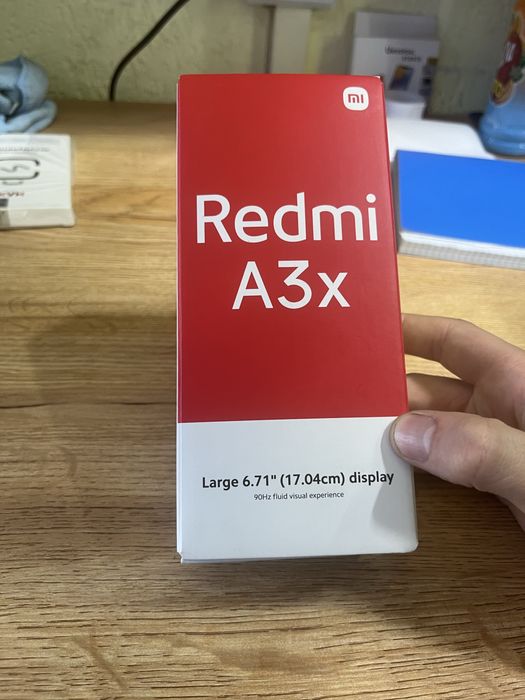 mi
Redmi
A3x
Large 6.71" (17.04cm) display
90Hz fluid visual experience